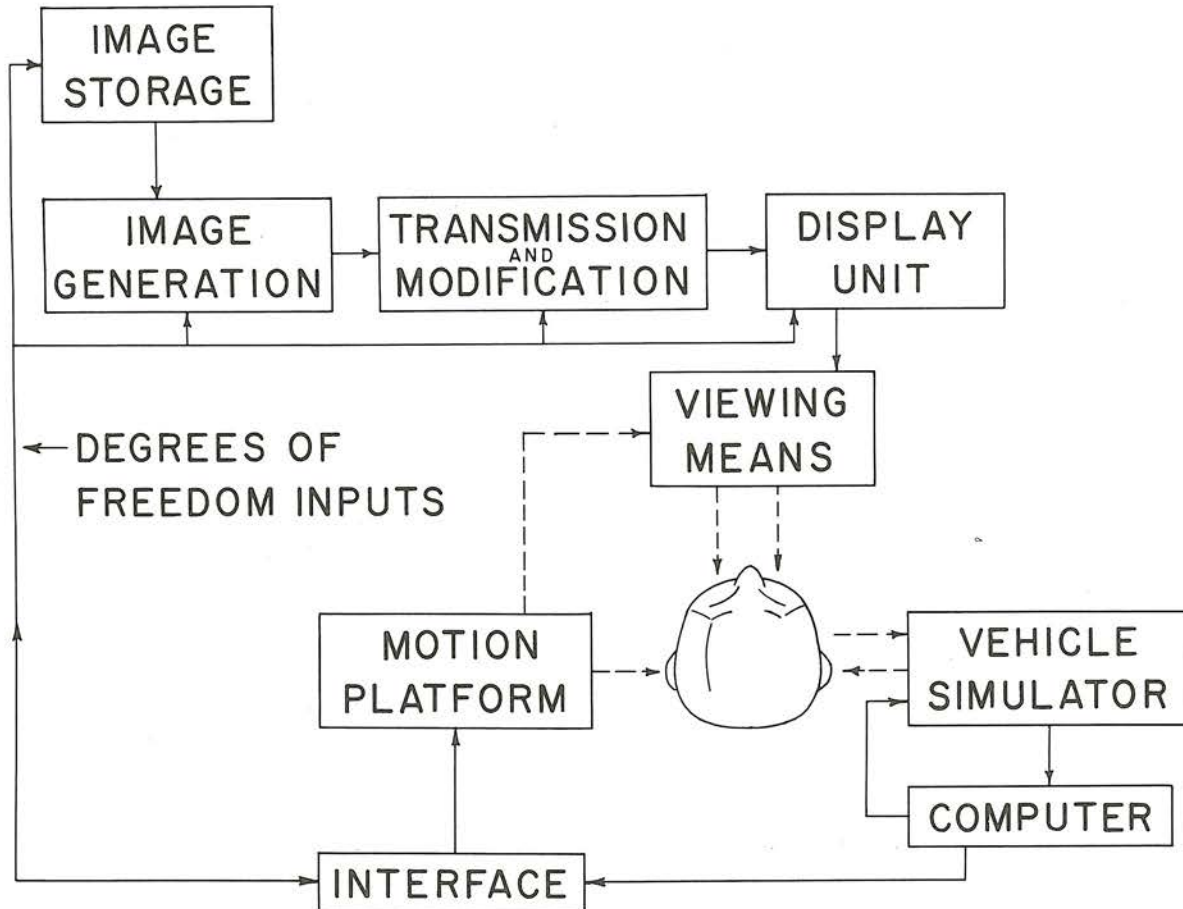 IMAGE
STORAGE
IMAGE
GENERATION
TRANSMISSION
AND
MODIFICATION
DISPLAY
UNIT
VIEWING
MEANS
DEGREES OF
FREEDOM INPUTS
MOTION
PLATFORM
VEHICLE
SIMULATOR
COMPUTER
INTERFACE